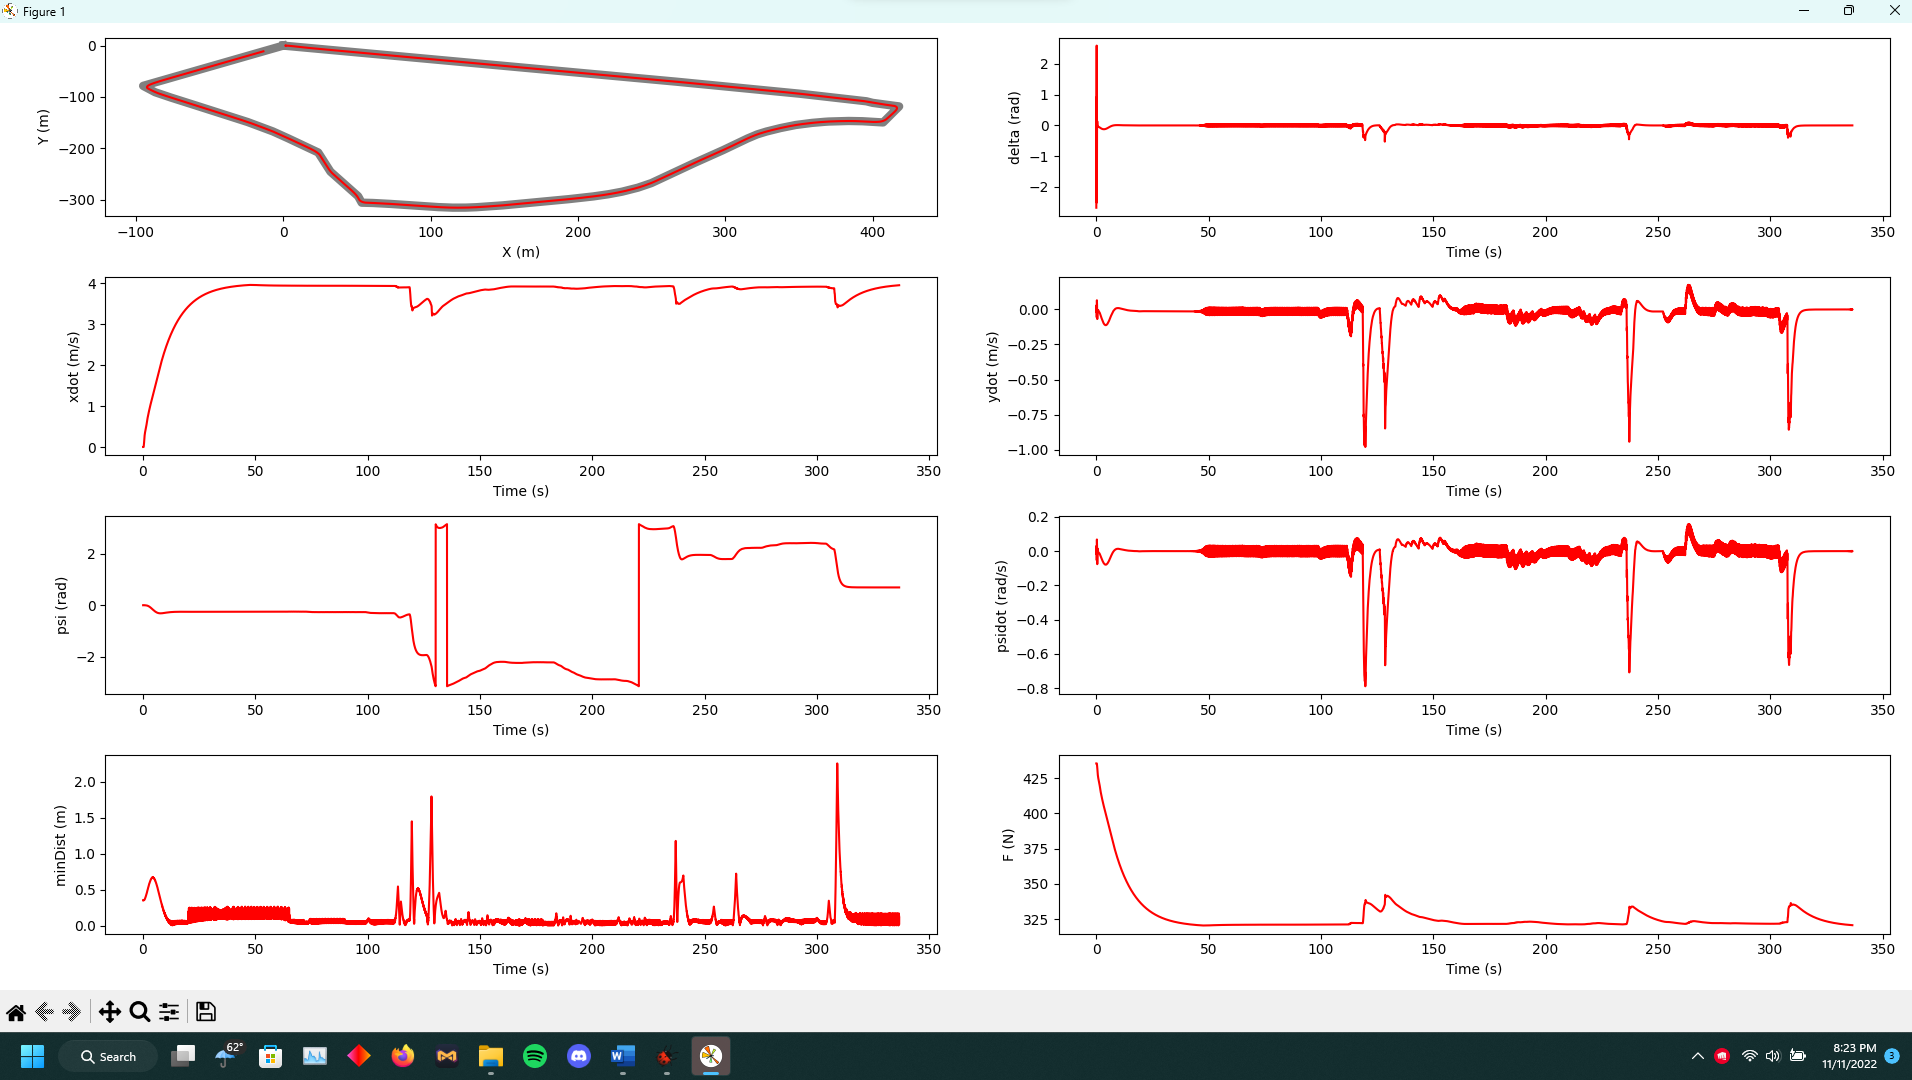 Figure 1
0
−100
−200
−300
Y (m)
−100 0 100 200 300 400
X (m)
2
1
0
−1
−2
delta (rad)
0 50 100 150 200 250 300 350
Time (s)
4
3
2
1
0
xdot (m/s)
0 50 100 150 200 250 300 350
Time (s)
0.00
−0.25
−0.50
−0.75
−1.00
ydot (m/s)
0 50 100 150 200 250 300 350
Time (s)
2
0
−2
psi (rad)
0 50 100 150 200 250 300 350
Time (s)
0.2
0.0
−0.2
−0.4
−0.6
−0.8
psidot (rad/s)
0 50 100 150 200 250 300 350
Time (s)
2.0
1.5
1.0
0.5
0.0
minDist (m)
0 50 100 150 200 250 300 350
Time (s)
425
400
375
350
325
F (N)
0 50 100 150 200 250 300 350
Time (s)
Search
62°
8:23 PM
11/11/2022
3